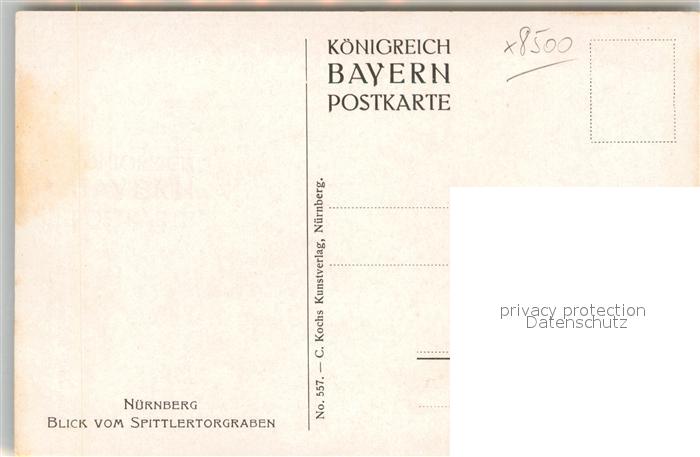 KÖNIGREICH
BAYERN
POSTKARTE
x8500
No. 557. — C. Kochs Kunstverlag, Nürnberg.
privacy protection
Datenschutz
NÜRNBERG
BLICK VOM SPITTLERTORGRABEN